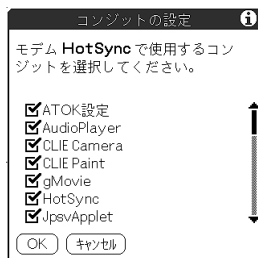 コンジットの設定
モデム HotSync で使用するコン
ジットを選択してください。
ATOK設定
AudioPlayer
CLIE Camera
CLIE Paint
gMovie
HotSync
JpsvApplet
OK キャンセル